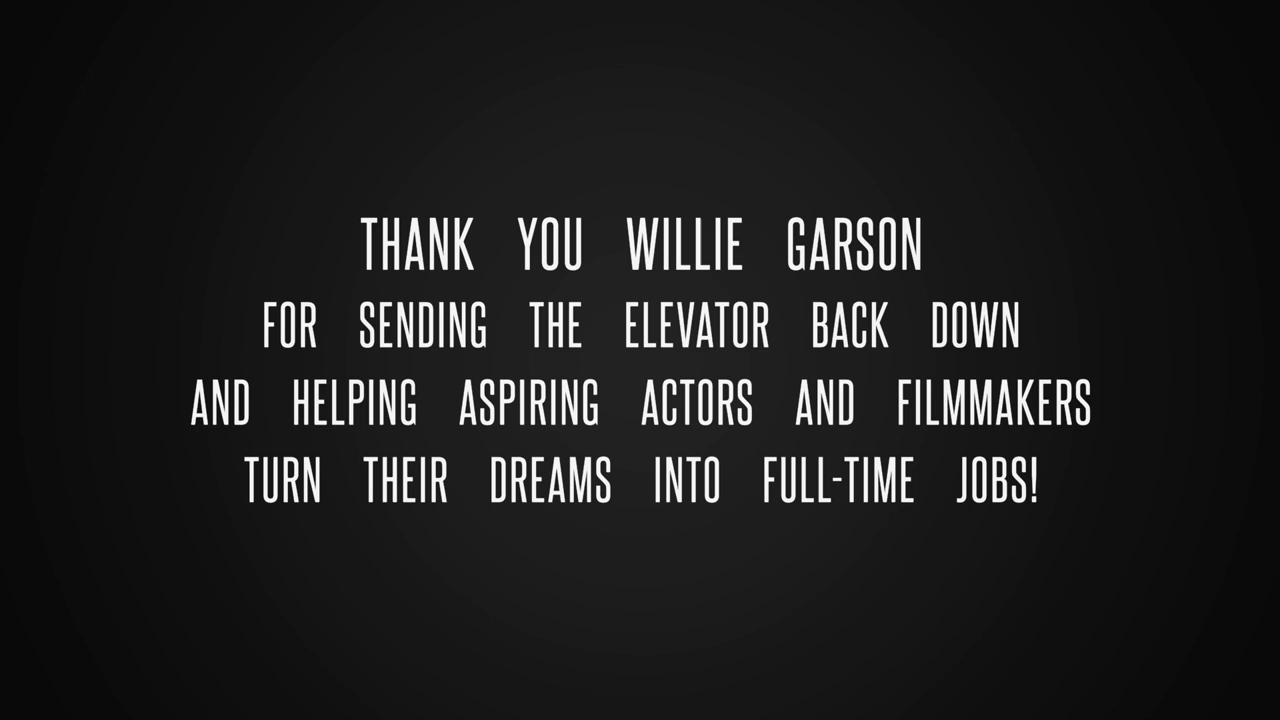 THANK YOU WILLIE GARSON
FOR SENDING THE ELEVATOR BACK DOWN
AND HELPING ASPIRING ACTORS AND FILMMAKERS
TURN THEIR DREAMS INTO FULL-TIME JOBS!